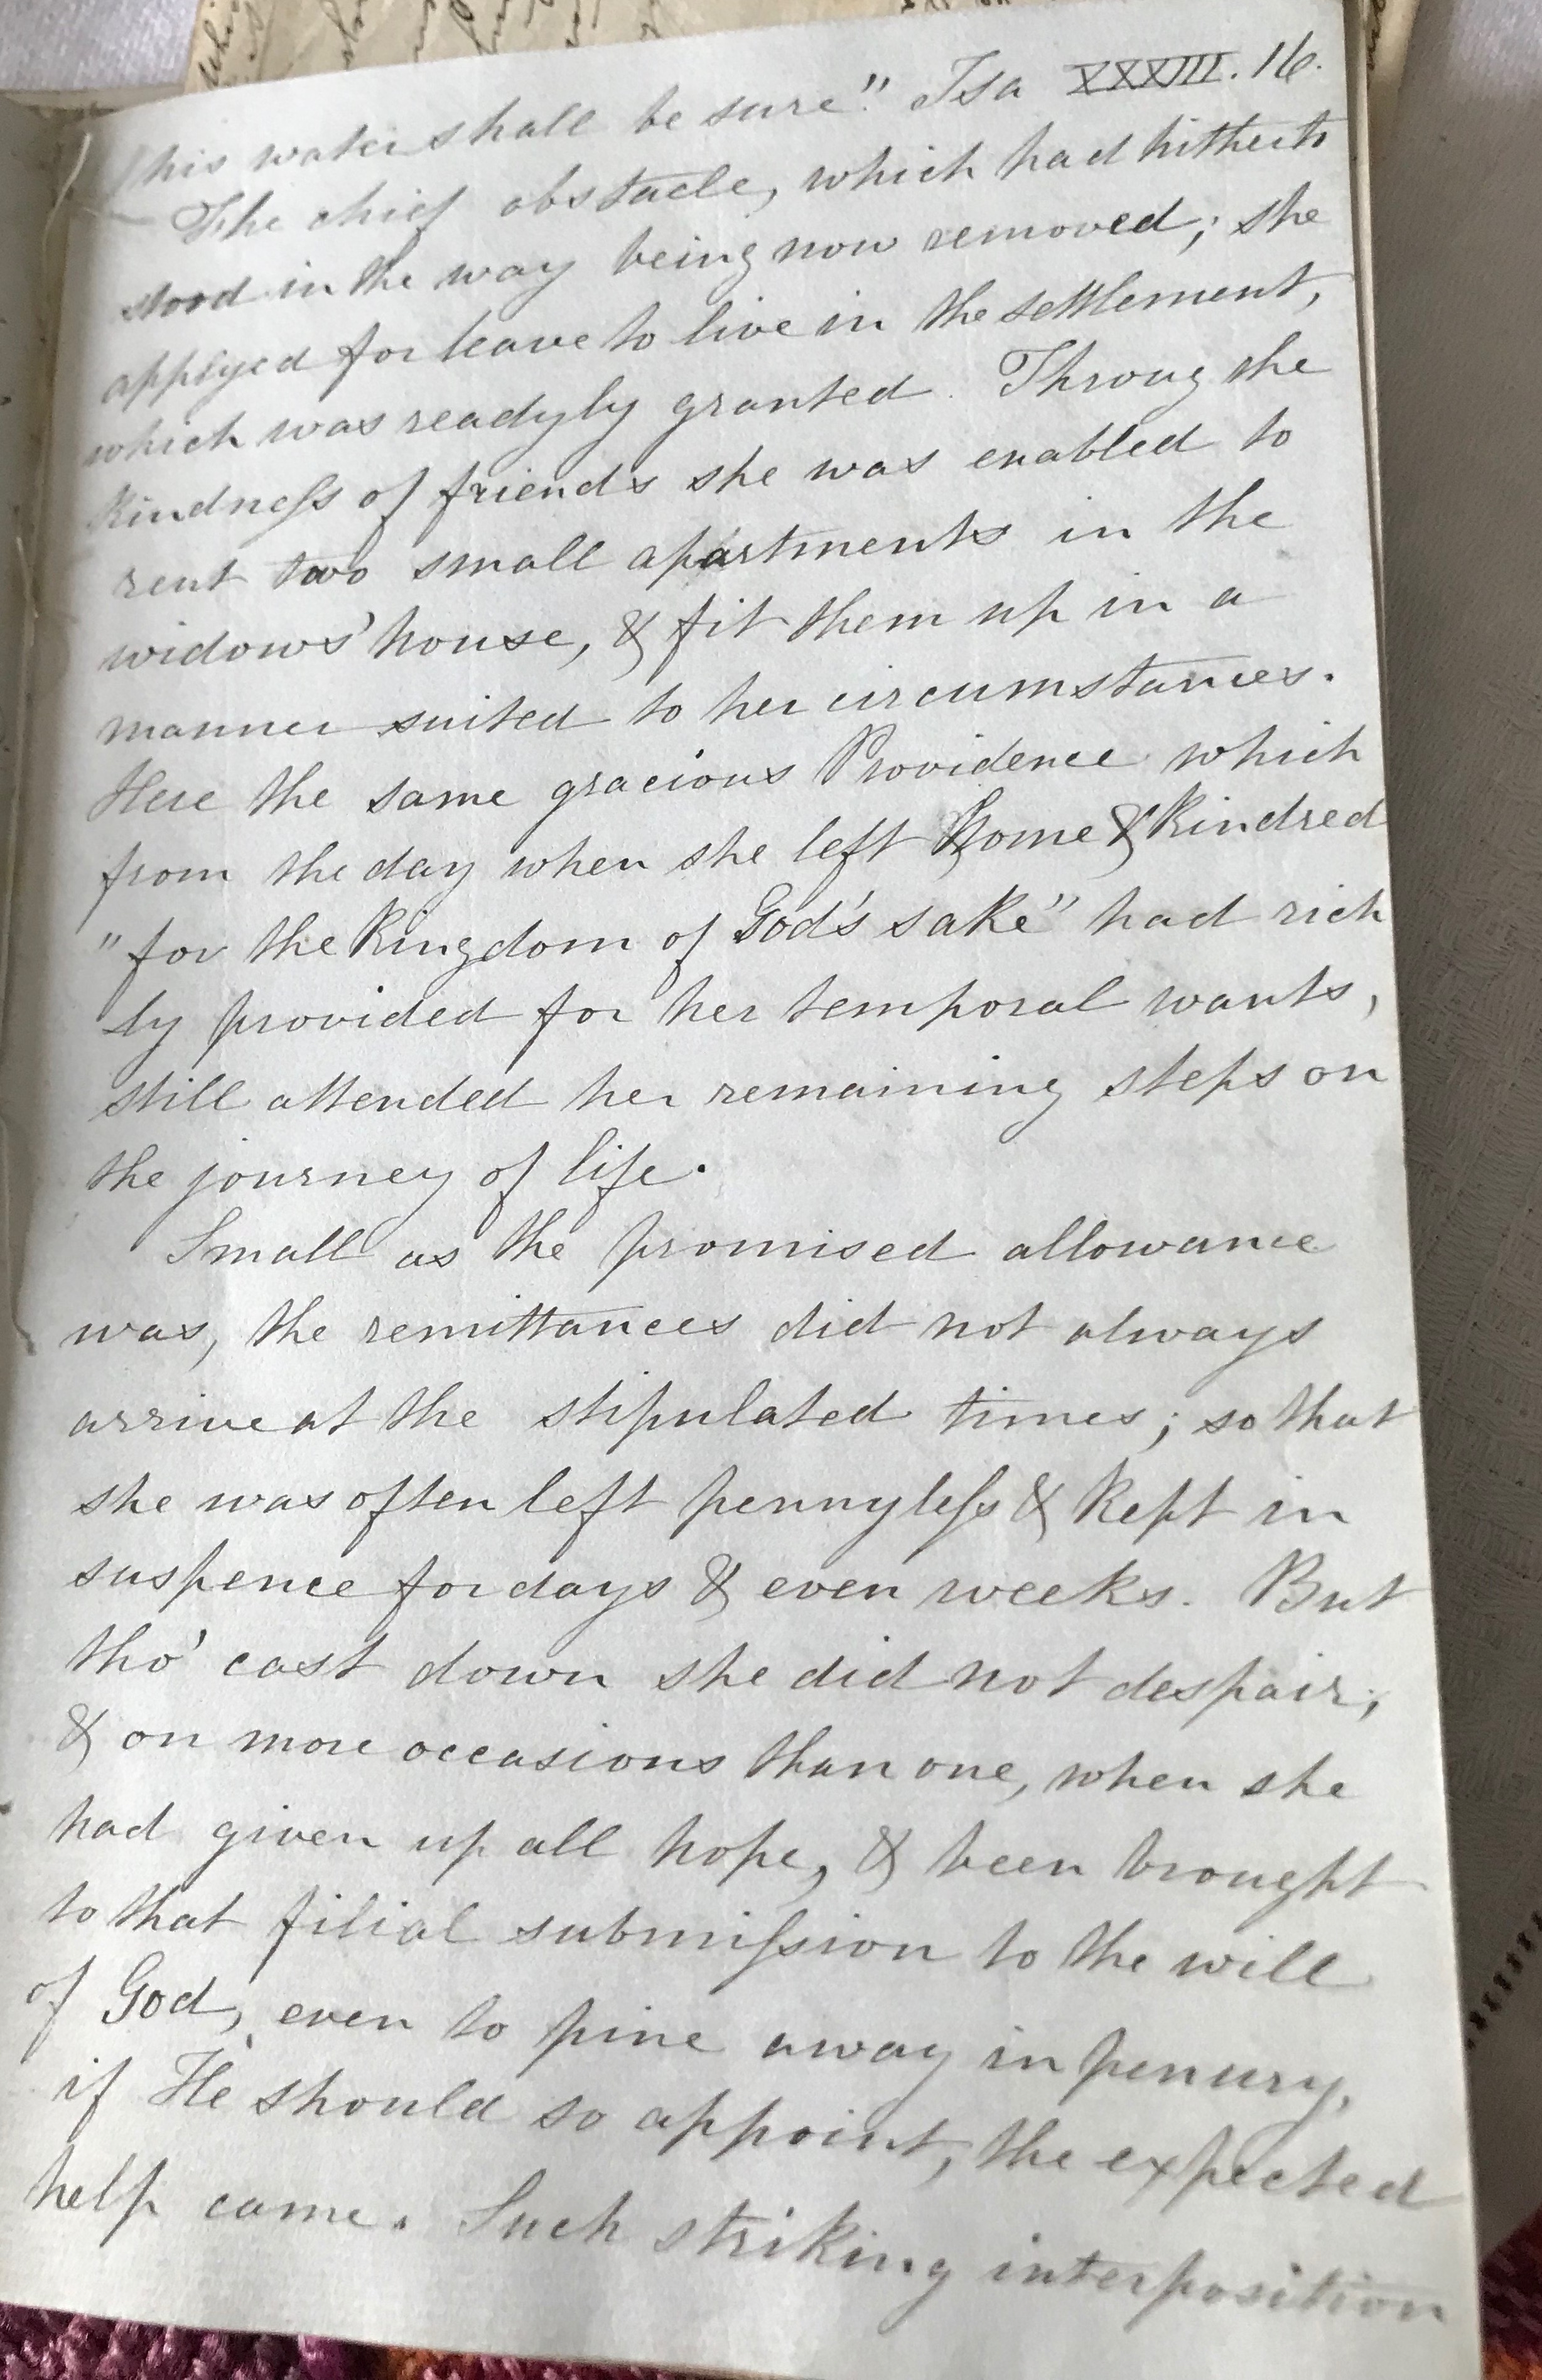 his water shall be sure." Isa XXXIII. 16.
The chief obstacle, which had hitherto
stood in the way being now removed; she
applyed for leave to live in the settlement,
which was readyly granted. Throug the
kindneſs of friends she was enabled to
rent two small apartments in the
widows' house, & fit them up in a
manner suited to her circumstances.
Here the same gracious Providence which
from the day when she left home & kindred
"for the kingdom of God's sake" had rich
ly provided for her temporal wants,
still attended her remaining steps on
the journey of life.
Small as the promised allowance
was, the remittances did not always
arrive at the stipulated times; so that
she was often left pennyleſs & kept in
suspence for days & even weeks. But
tho' cast down she did not despair;
& on more occasions than one, when she
had given up all hope, & been brought
to that filial submiſsion to the will
of God, even to pine away in penury,
if He should so appoint, the expected
help came. Such striking interposition